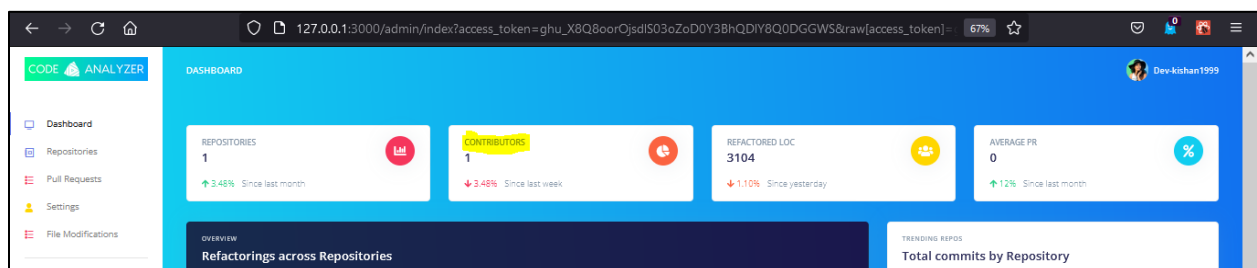 127.0.0.1:3000/admin/index?access_token=ghu_X8Q8oorOjsdIS03oZoD0Y3BhQDIY8Q0DGGWS&raw[access_token]=
67%
0
CODE ANALYZER
DASHBOARD
Dev-kishan1999
Dashboard
Repositories
Pull Requests
Settings
File Modifications
REPOSITORIES
1
3.48% Since last month
CONTRIBUTORS
1
3.48% Since last week
REFACTORED LOC
3104
1.10% Since yesterday
AVERAGE PR
0
12% Since last month
OVERVIEW
Refactorings across Repositories
TRENDING REPOS
Total commits by Repository